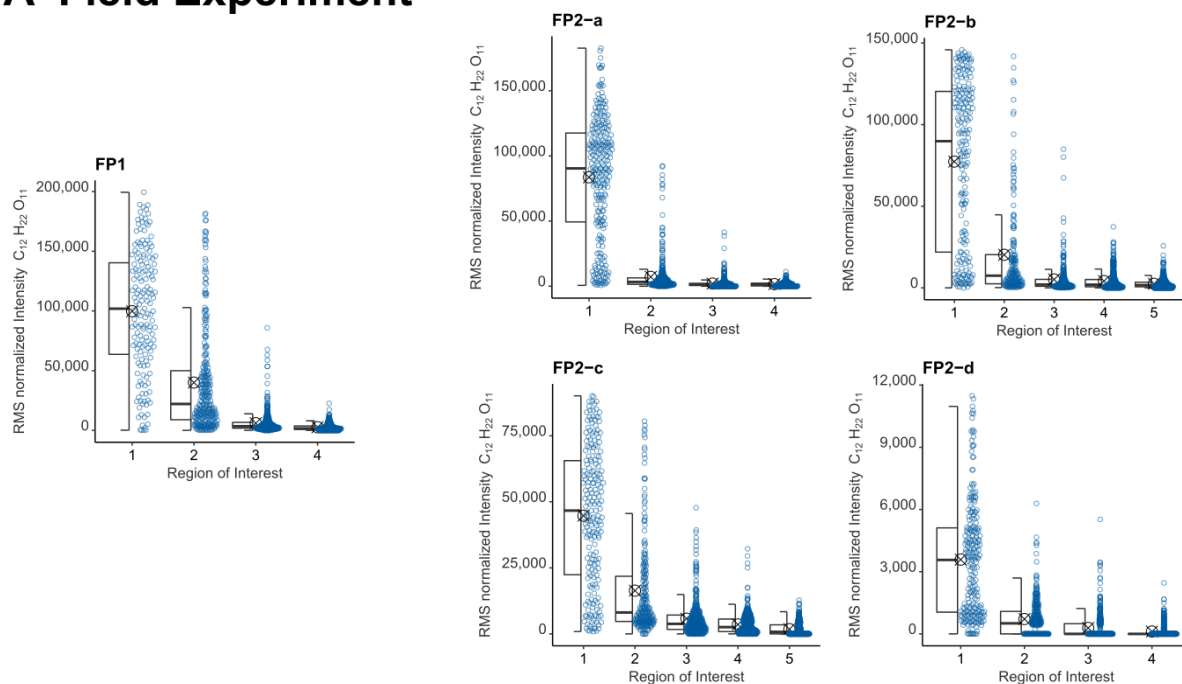 A Field Experiment
FP1
RMS normalized Intensity C12 H22 O11
200,000
150,000
100,000
50,000
0
1 2 3 4
Region of Interest
FP2−a
RMS normalized Intensity C12 H22 O11
150,000
100,000
50,000
0
1 2 3 4
Region of Interest
FP2−b
RMS normalized Intensity C12 H22 O11
150,000
100,000
50,000
0
1 2 3 4 5
Region of Interest
FP2−c
RMS normalized Intensity C12 H22 O11
75,000
50,000
25,000
0
1 2 3 4 5
Region of Interest
FP2−d
RMS normalized Intensity C12 H22 O11
12,000
9,000
6,000
3,000
0
1 2 3 4
Region of Interest